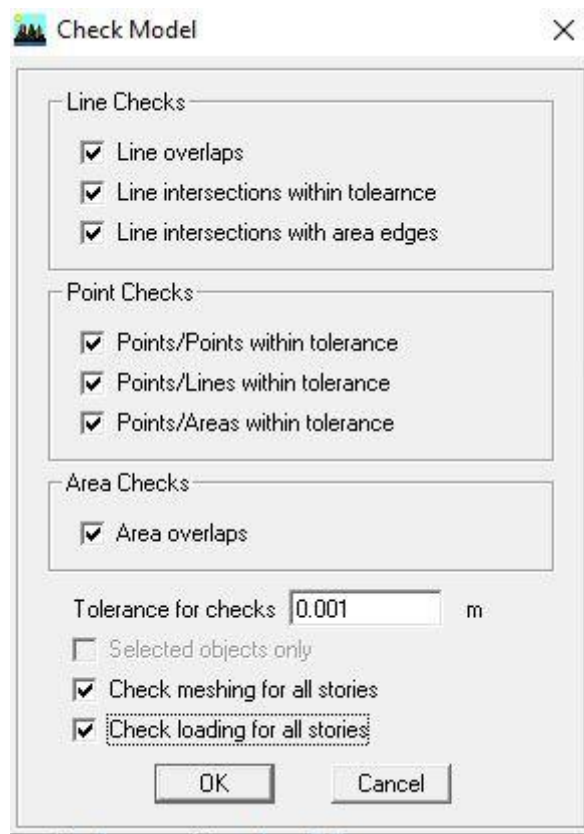 Check Model
Line Checks
Line overlaps
Line intersections within tolearnce
Line intersections with area edges
Point Checks
Points/Points within tolerance
Points/Lines within tolerance
Points/Areas within tolerance
Area Checks
Area overlaps
Tolerance for checks 0.001 m
Selected objects only
Check meshing for all stories
Check loading for all stories
OK Cancel